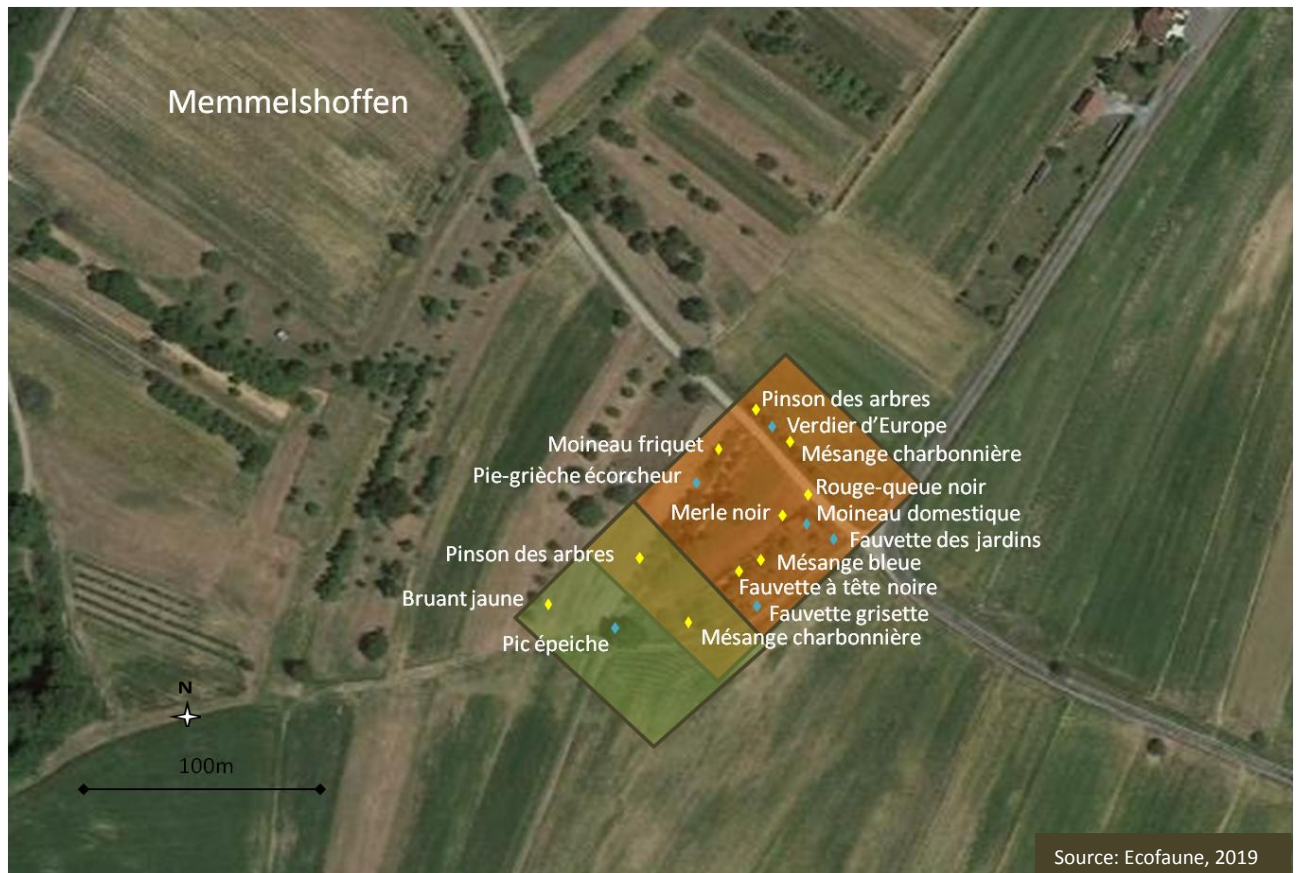 Memmelshoffen
Pinson des arbres
Verdier d'Europe
Moineau friquet
Mésange charbonnière
Pie-grièche écorcheur
Rouge-queue noir
Merle noir
Moineau domestique
Fauvette des jardins
Pinson des arbres
Mésange bleue
Fauvette à tête noire
Bruant jaune
Fauvette grisette
Mésange charbonnière
Pic épeiche
N
100m
Source: Ecofaune, 2019